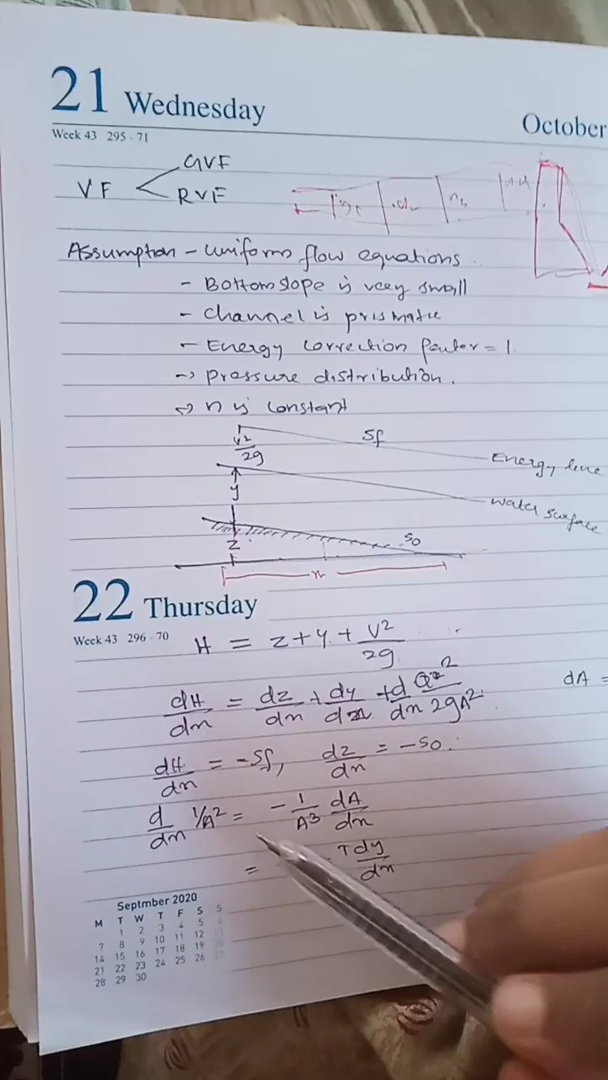 21 Wednesday
October
Week 43 295-71
GVF
VF
RVF
Assumption - uniform flow equations.
- Bottom slope is very small
- Channel is prismatic
- Energy correction factor = 1.
-> Pressure distribution.
-> n is constant
V²/2g
Sf
Energy line
y
water surface
So
Z
x
22 Thursday
Week 43 296-70
H = z + y + V²/2g
dH/dx = dz/dx + dy/dx + d/dx Q²/2gA²
dA =
dH/dx = -Sf, dz/dx = -So.
d/dx 1/A² = -1/A³ dA/dx
= T dy/dx
Septmber 2020
M T W T F S S
1 2 3 4 5 6
7 8 9 10 11 12
14 15 16 17 18 19
21 22 23 24 25 26
28 29 30